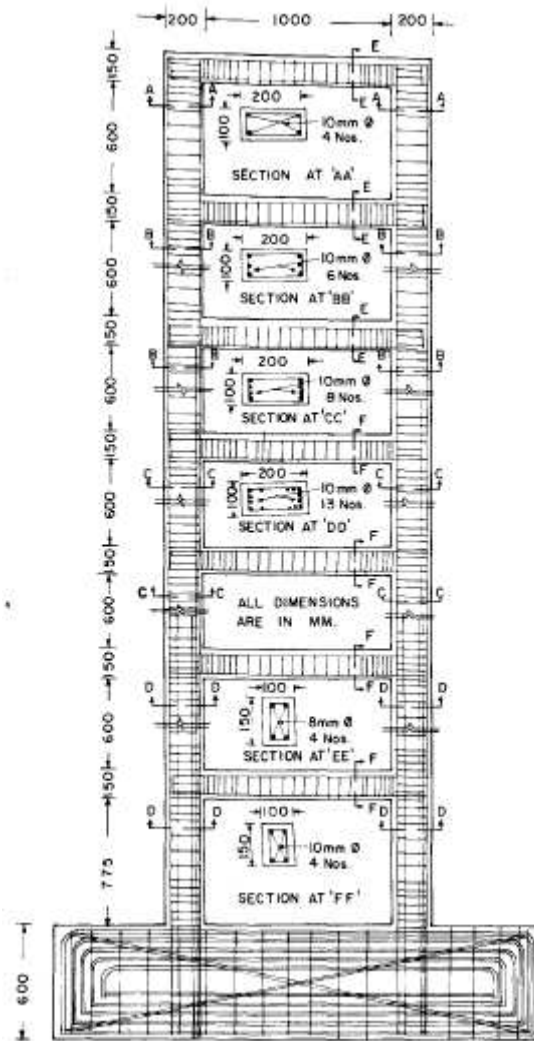 200 1000 200
150
E
A A E A A
200
600
100
10mm Ø
4 Nos.
SECTION AT 'AA'
E
150
B B E B B
200
600
100
10mm Ø
6 Nos.
SECTION AT 'BB'
E
150
B B E B B
200
600
100
10mm Ø
8 Nos.
SECTION AT 'CC'
F
150
F
C C 200 C C
600
100
10mm Ø
13 Nos.
SECTION AT 'DD'
F
150
F
C C C C
600
ALL DIMENSIONS
ARE IN MM.
F
150
F
D D 100 D D
600
150
8mm Ø
4 Nos.
SECTION AT 'EE'
F
150
F
D D 100 D D
775
150
10mm Ø
4 Nos.
SECTION AT 'FF'
600